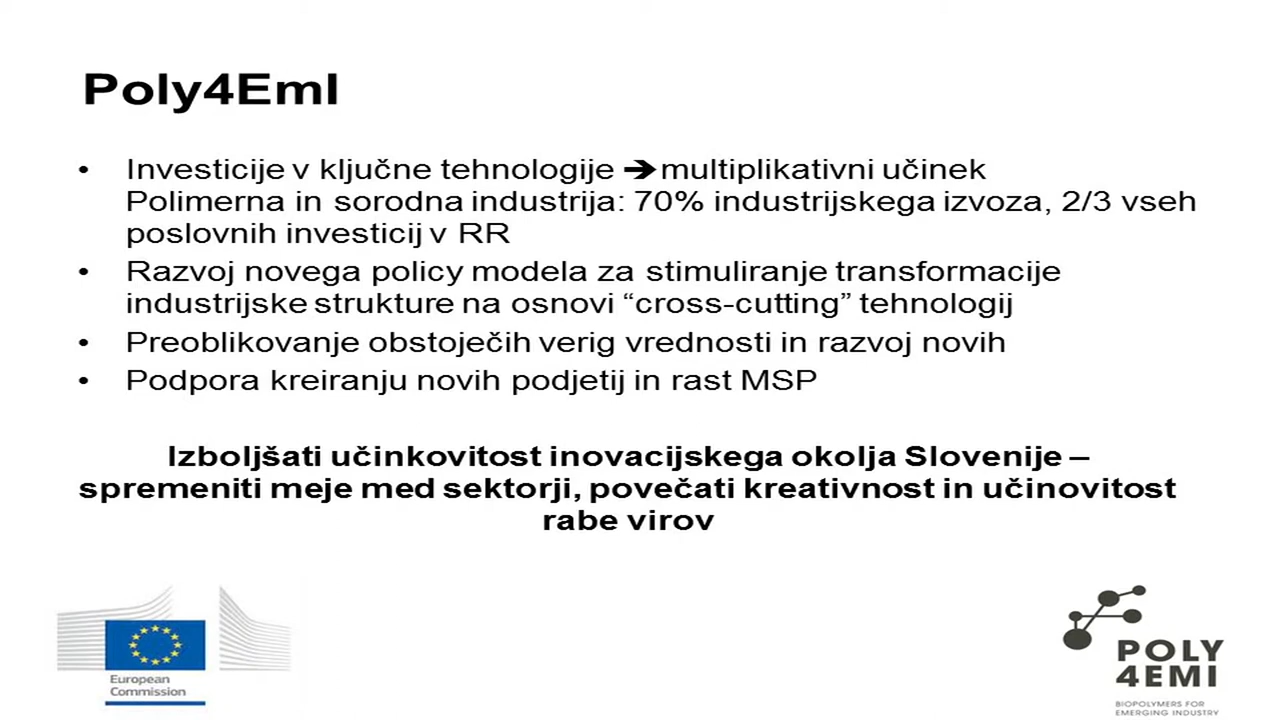 Poly4EmI
• Investicije v ključne tehnologije ➔ multiplikativni učinek
Polimerna in sorodna industrija: 70% industrijskega izvoza, 2/3 vseh
poslovnih investicij v RR
• Razvoj novega policy modela za stimuliranje transformacije
industrijske strukture na osnovi “cross-cutting” tehnologij
• Preoblikovanje obstoječih verig vrednosti in razvoj novih
• Podpora kreiranju novih podjetij in rast MSP
Izboljšati učinkovitost inovacijskega okolja Slovenije –
spremeniti meje med sektorji, povečati kreativnost in učinovitost
rabe virov
European
Commission
POLY
4EMI
BIOPOLYMERS FOR
EMERGING INDUSTRY